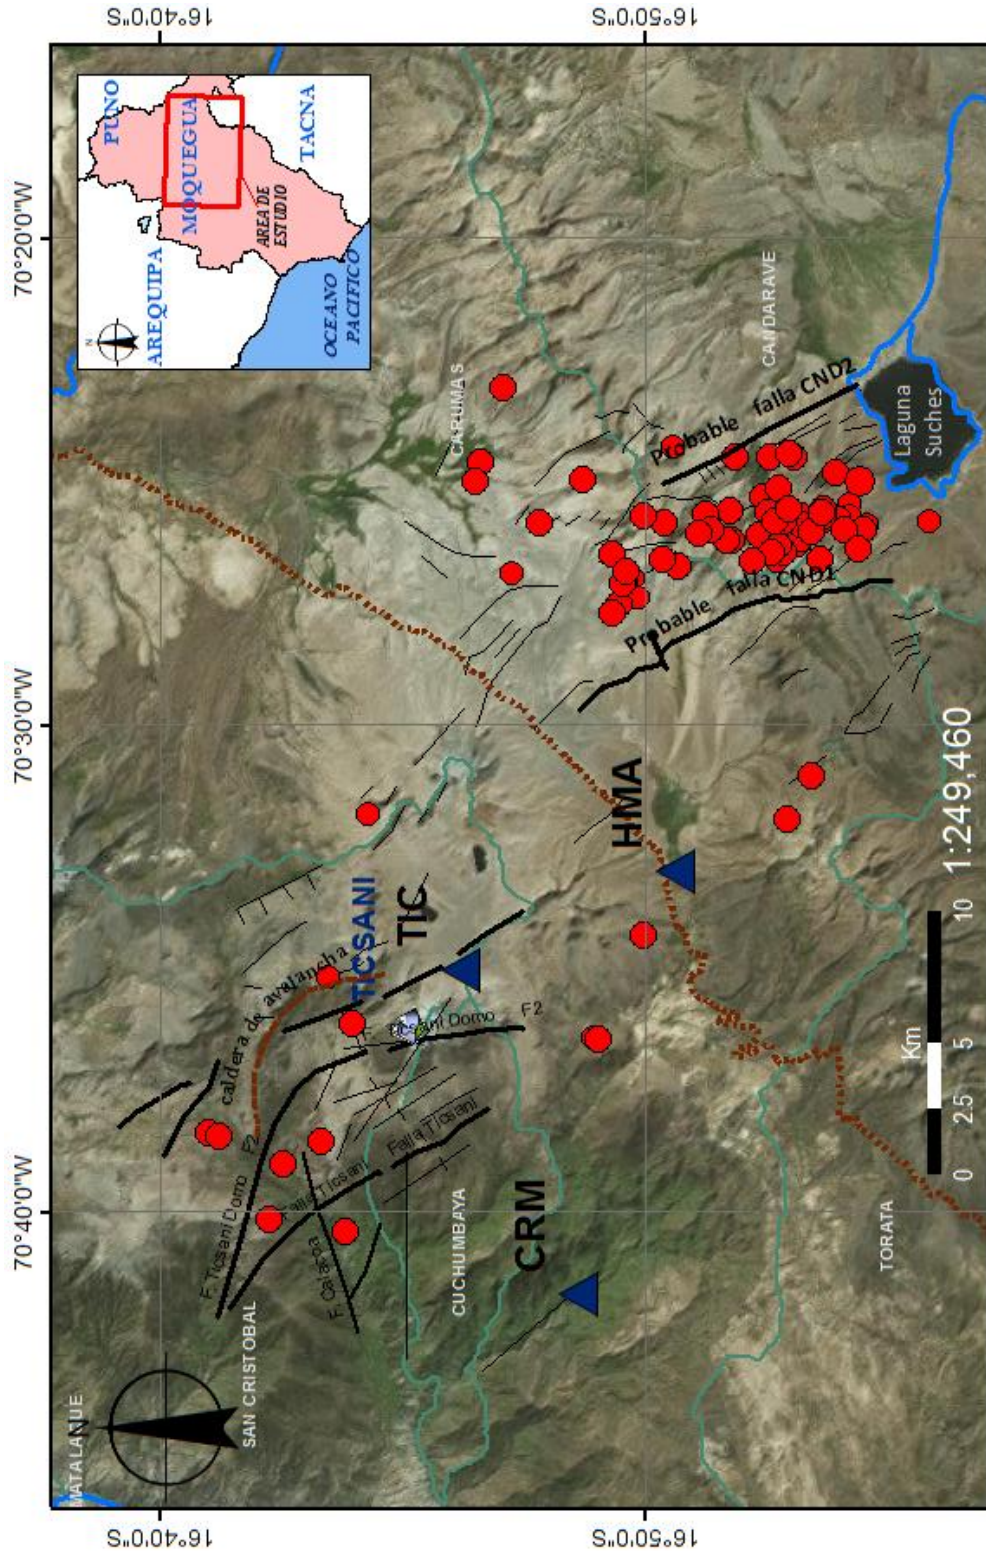 70°40'0"W
70°30'0"W
70°20'0"W
16°40'0"S
16°40'0"S
16°50'0"S
16°50'0"S
MATALAQUE
N
SAN CRISTOBAL
CUCHUMBAYA
TORATA
CARUMAS
CANDARAVE
F. Ticsani Domo
F2
Falla Ticsani
Falla Ticsani
F. Calacoa
caldera de avalancha
TICSANI
TIC
Ticsani Domo
F2
CRM
HMA
Probable falla CND1
Probable falla CND2
Laguna
Suches
0 2.5 5 10
Km
1:249,460
N
PUNO
AREQUIPA
MOQUEGUA
TACNA
AREA DE
ESTUDIO
OCEANO
PACIFICO